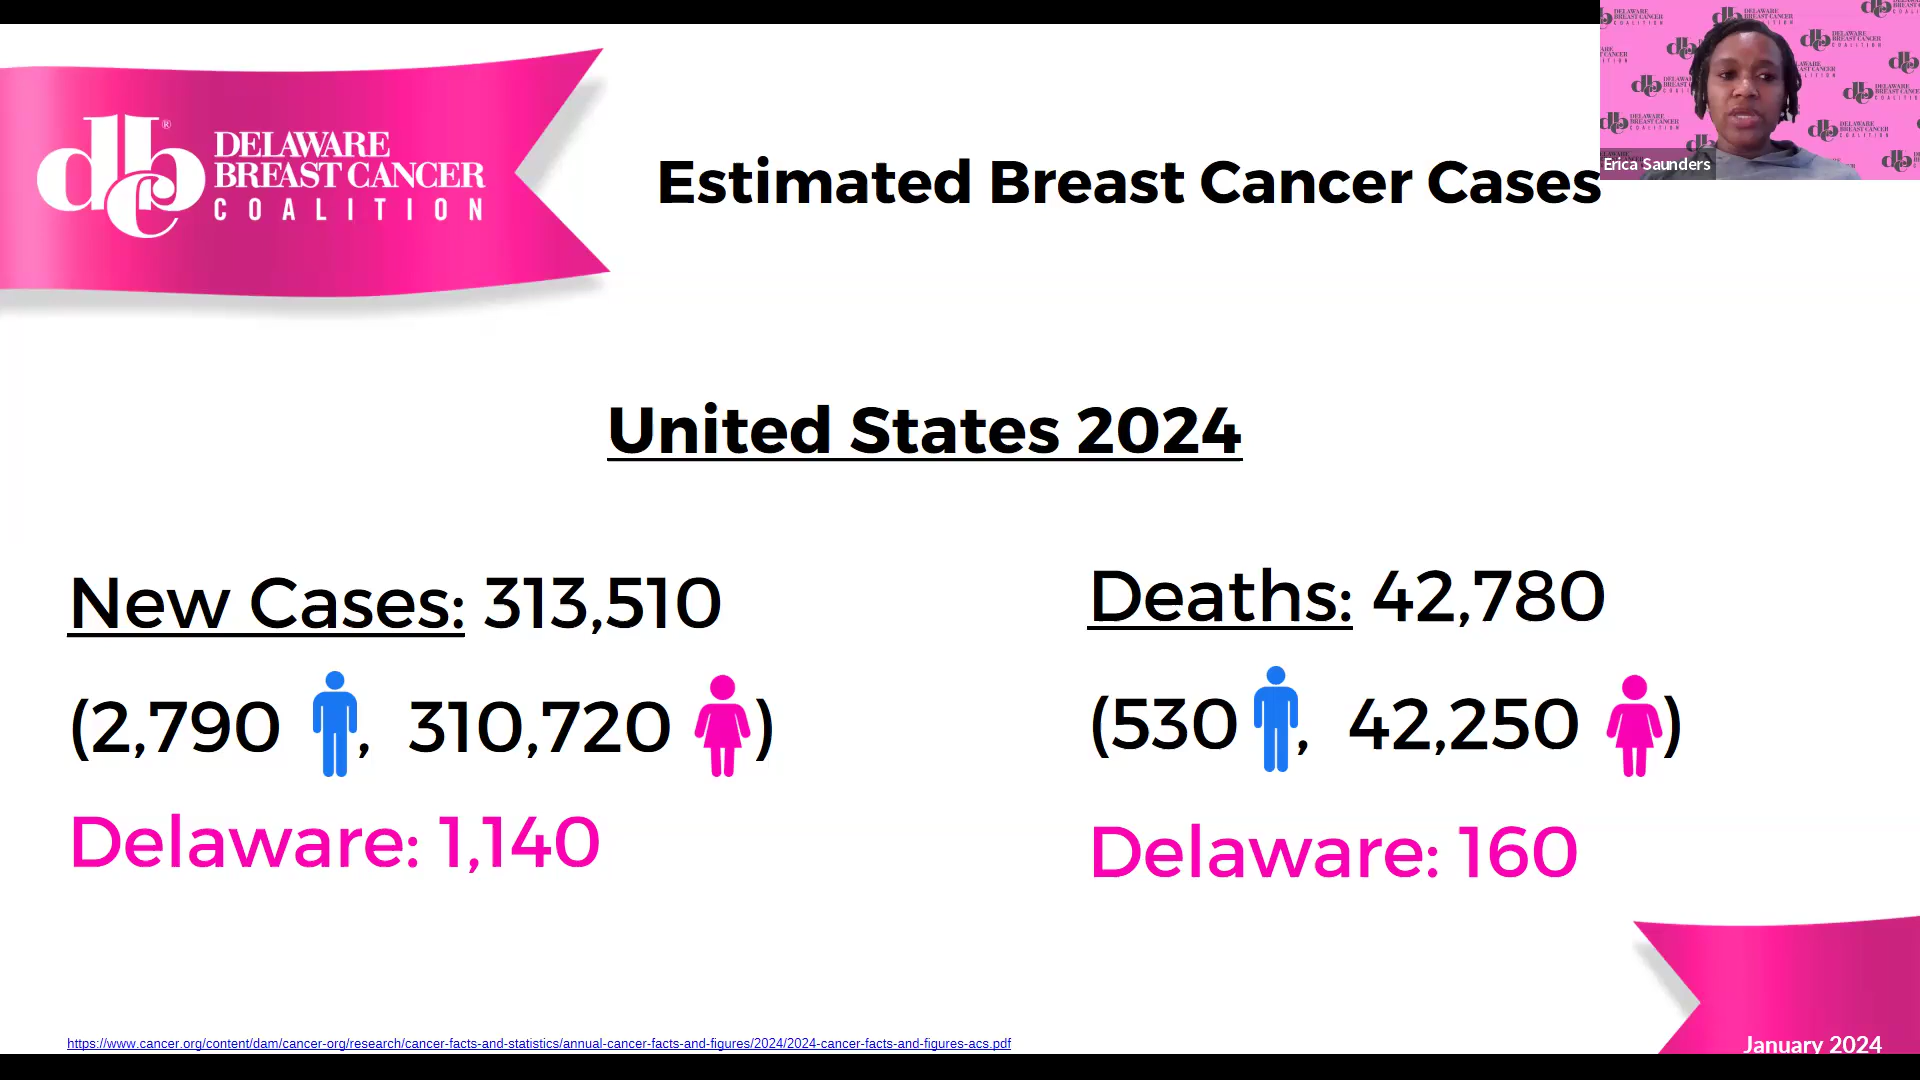 DELAWARE
BREAST CANCER
COALITION
dbcc®
Estimated Breast Cancer Cases
Erica Saunders
United States 2024
New Cases: 313,510
(2,790 , 310,720 )
Delaware: 1,140
Deaths: 42,780
(530 , 42,250 )
Delaware: 160
https://www.cancer.org/content/dam/cancer-org/research/cancer-facts-and-statistics/annual-cancer-facts-and-figures/2024/2024-cancer-facts-and-figures-acs.pdf
January 2024